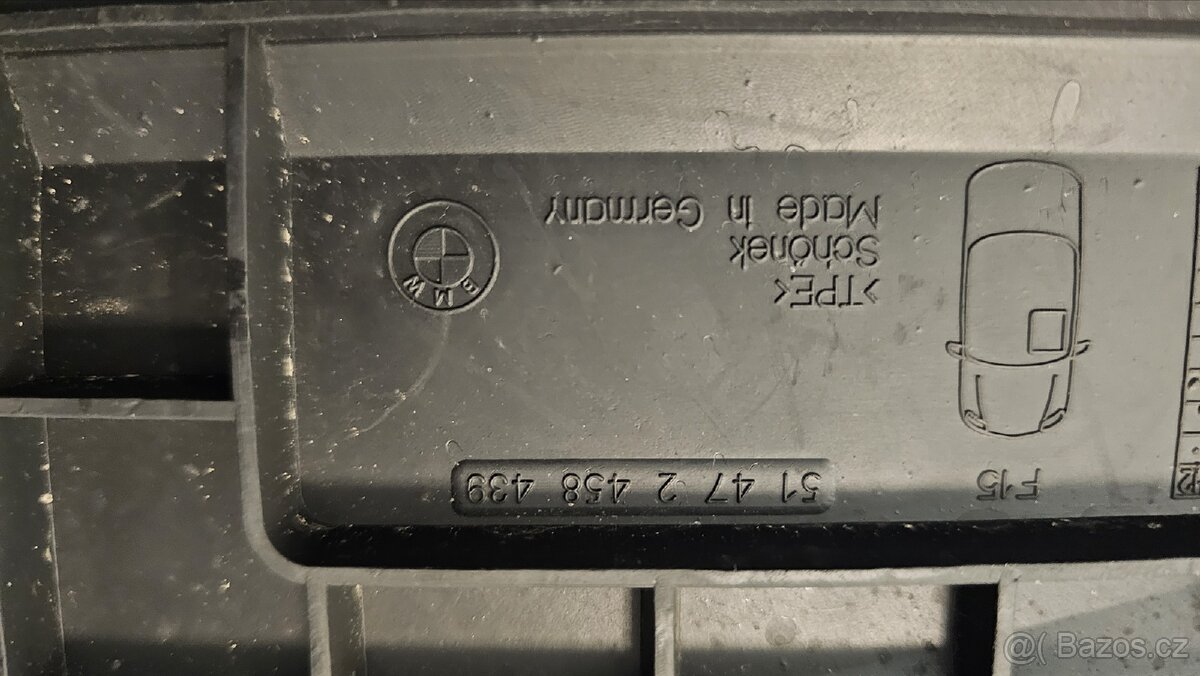 F15
51 47 2 458 439
>TPE<
Schönek
Made in Germany
BMW
@( Bazos.cz